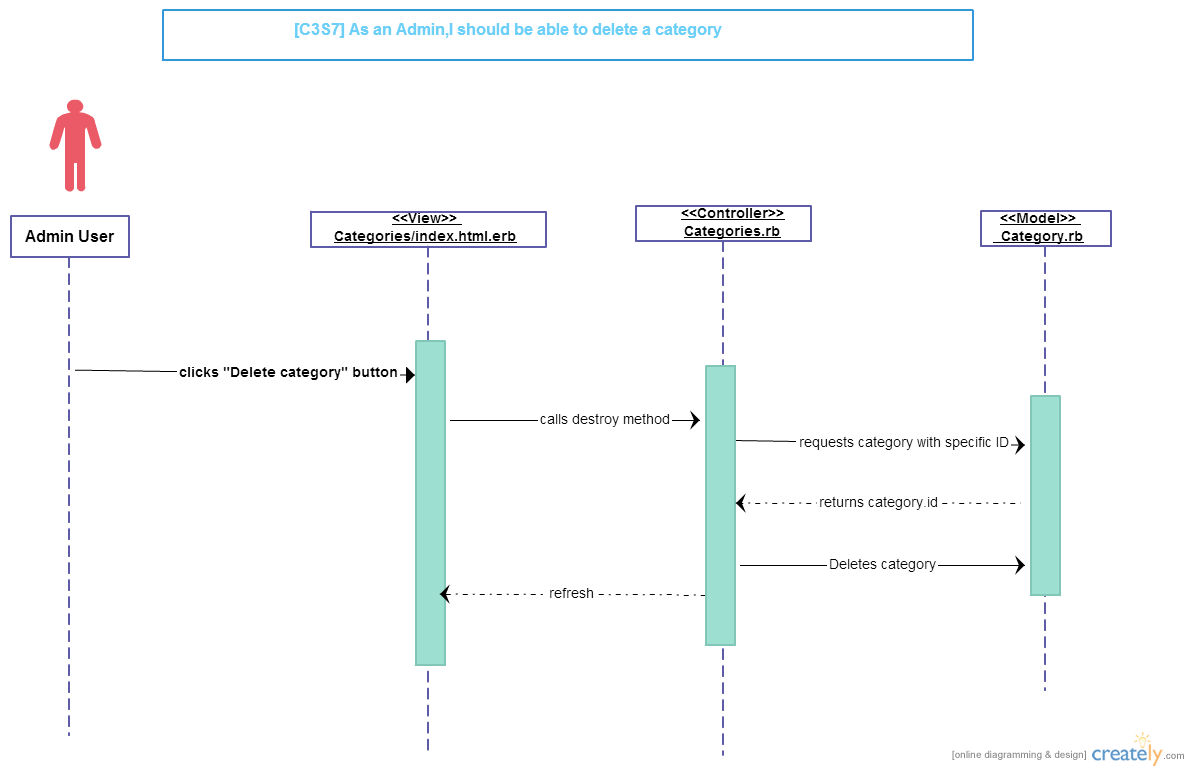 [C3S7] As an Admin,I should be able to delete a category
Admin User
<<View>>
Categories/index.html.erb
<<Controller>>
Categories.rb
<<Model>>
Category.rb
clicks "Delete category" button
calls destroy method
requests category with specific ID
returns category.id
Deletes category
refresh
[online diagramming & design] creately.com